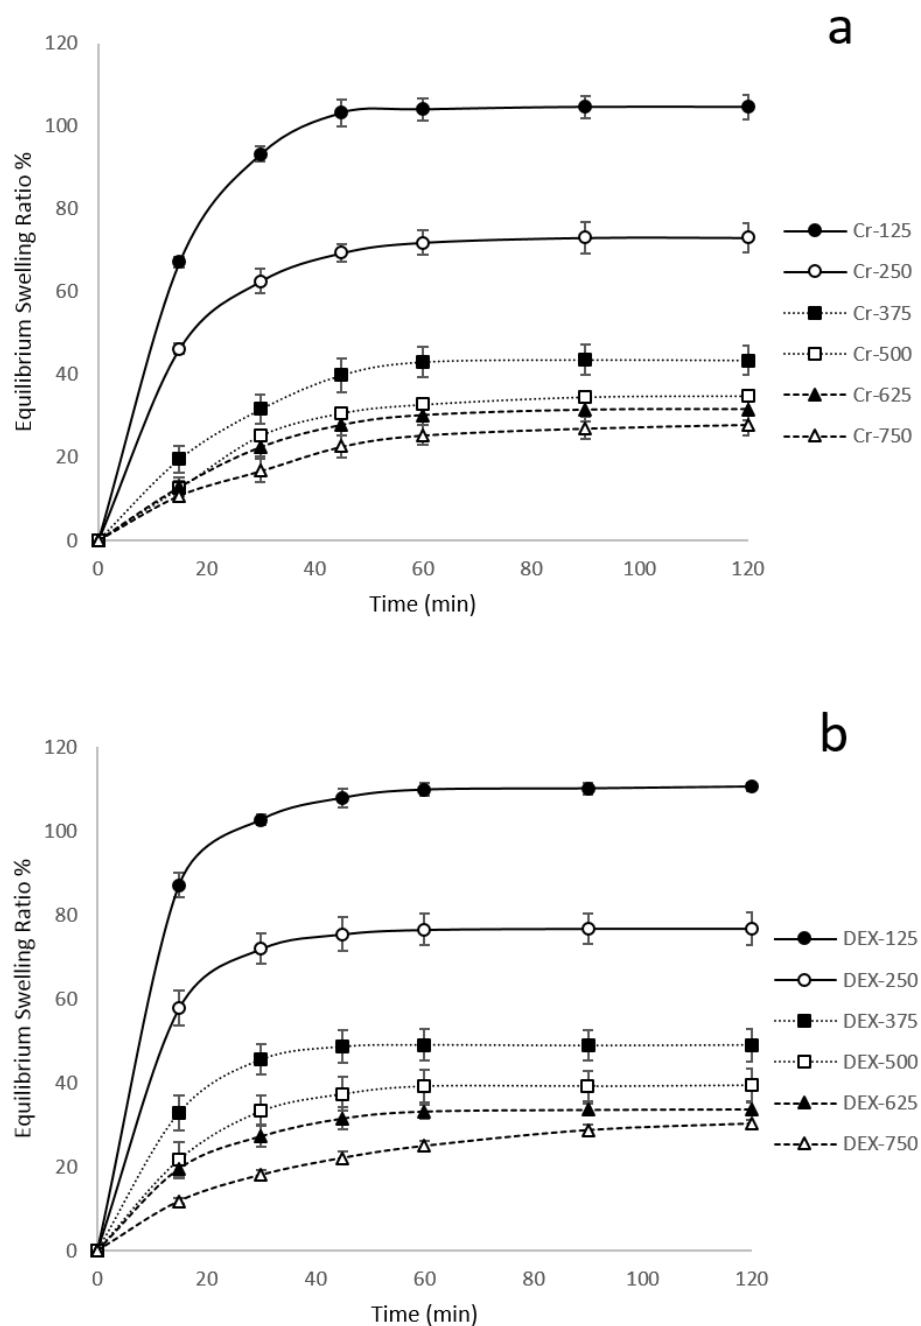 a
120
100
80
60
40
20
0
Equilibrium Swelling Ratio %
0 20 40 60 80 100 120
Time (min)
Cr-125
Cr-250
Cr-375
Cr-500
Cr-625
Cr-750
b
120
100
80
60
40
20
0
Equilibrium Swelling Ratio %
0 20 40 60 80 100 120
Time (min)
DEX-125
DEX-250
DEX-375
DEX-500
DEX-625
DEX-750